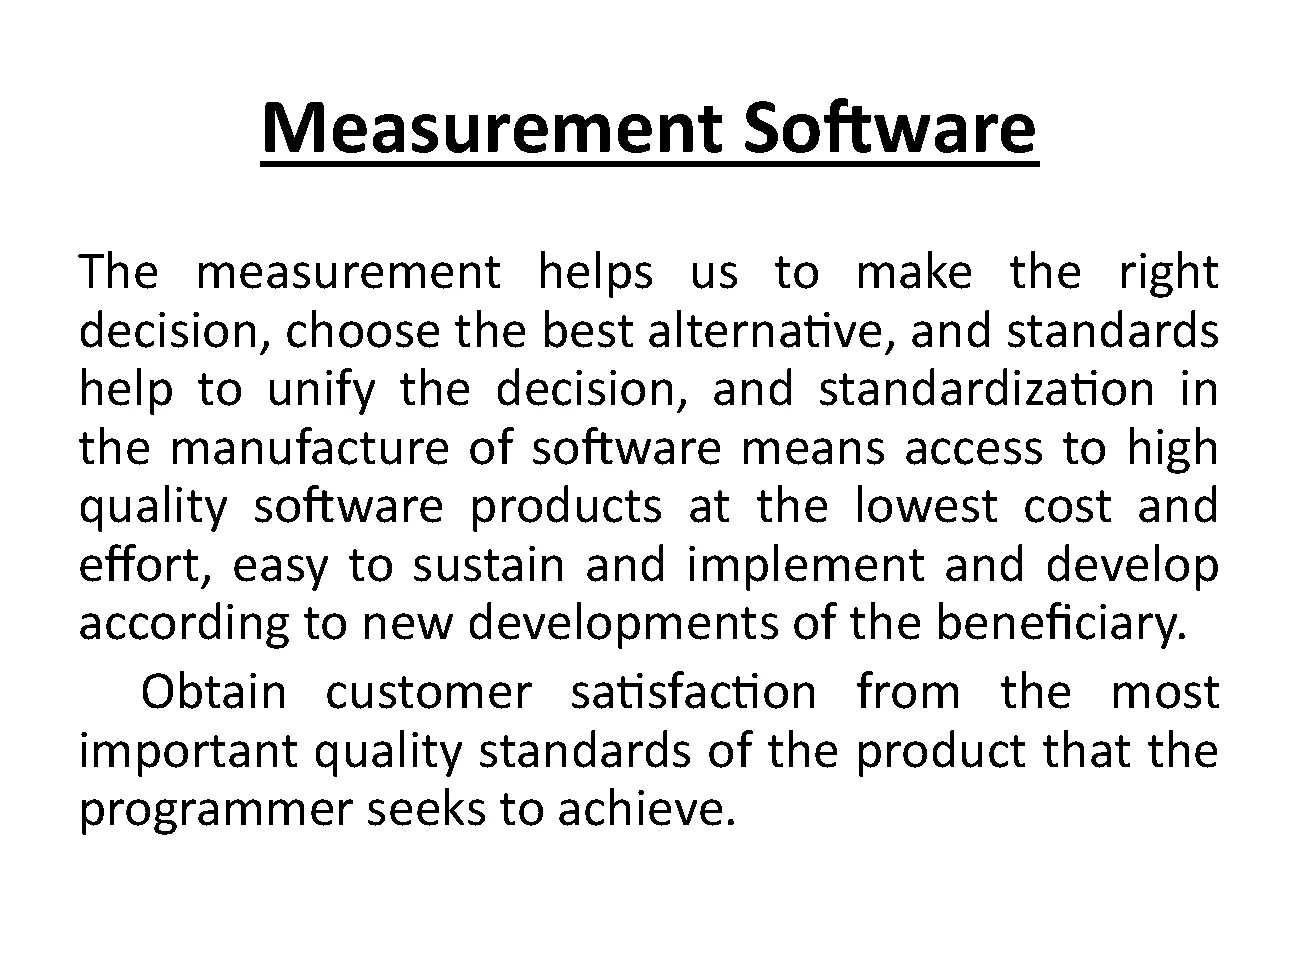 Measurement Software
The measurement helps us to make the right
decision, choose the best alternative, and standards
help to unify the decision, and standardization in
the manufacture of software means access to high
quality software products at the lowest cost and
effort, easy to sustain and implement and develop
according to new developments of the beneficiary.
Obtain customer satisfaction from the most
important quality standards of the product that the
programmer seeks to achieve.